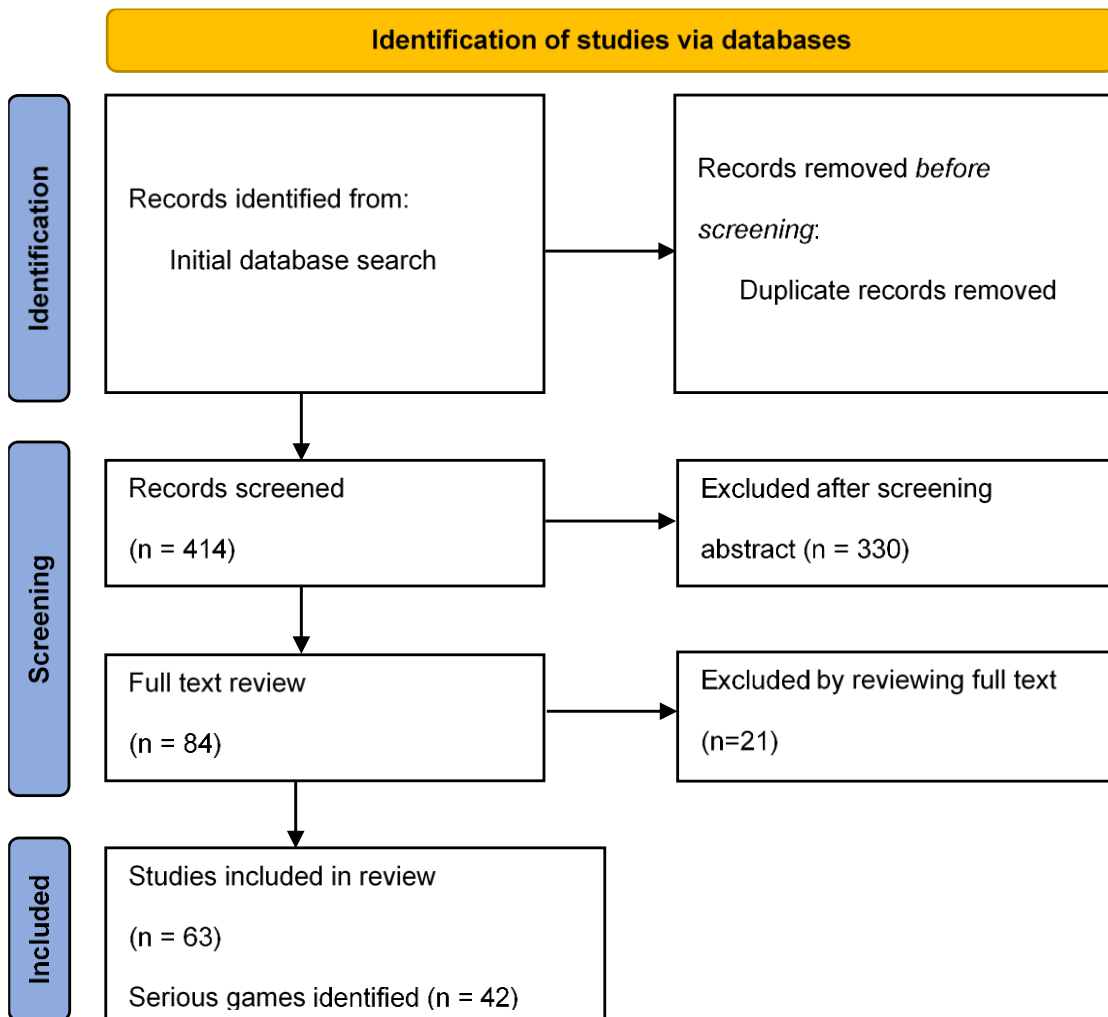 Identification of studies via databases
Identification
Records identified from:
Initial database search
Records removed before
screening:
Duplicate records removed
Screening
Records screened
(n = 414)
Excluded after screening
abstract (n = 330)
Full text review
(n = 84)
Excluded by reviewing full text
(n=21)
Included
Studies included in review
(n = 63)
Serious games identified (n = 42)